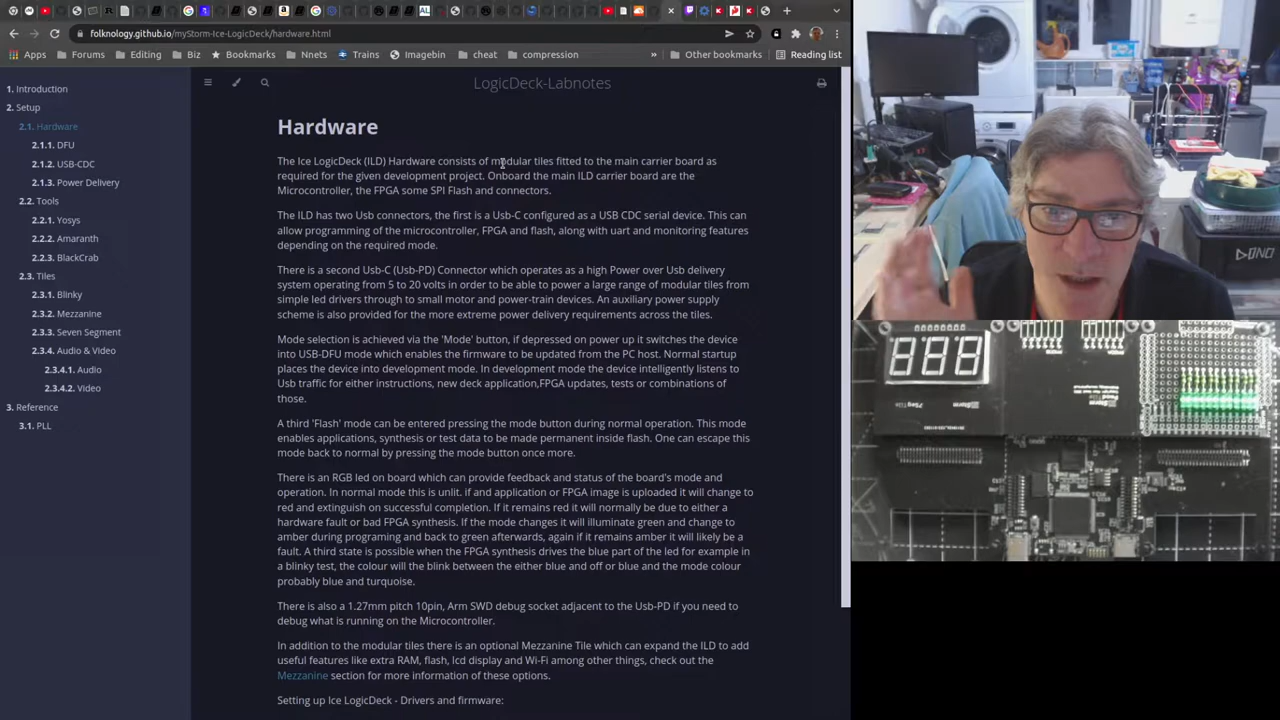 folknology.github.io/myStorm-Ice-LogicDeck/hardware.html
Apps Forums Editing Biz Bookmarks Nnets Trains Imagebin cheat compression » Other bookmarks Reading list
LogicDeck-Labnotes
1. Introduction
2. Setup
2.1. Hardware
2.1.1. DFU
2.1.2. USB-CDC
2.1.3. Power Delivery
2.2. Tools
2.2.1. Yosys
2.2.2. Amaranth
2.2.3. BlackCrab
2.3. Tiles
2.3.1. Blinky
2.3.2. Mezzanine
2.3.3. Seven Segment
2.3.4. Audio & Video
2.3.4.1. Audio
2.3.4.2. Video
3. Reference
3.1. PLL
Hardware
The Ice LogicDeck (ILD) Hardware consists of modular tiles fitted to the main carrier board as
required for the given development project. Onboard the main ILD carrier board are the
Microcontroller, the FPGA some SPI Flash and connectors.
The ILD has two Usb connectors, the first is a Usb-C configured as a USB CDC serial device. This can
allow programming of the microcontroller, FPGA and flash, along with uart and monitoring features
depending on the required mode.
There is a second Usb-C (Usb-PD) Connector which operates as a high Power over Usb delivery
system operating from 5 to 20 volts in order to be able to power a large range of modular tiles from
simple led drivers through to small motor and power-train devices. An auxiliary power supply
scheme is also provided for the more extreme power delivery requirements across the tiles.
Mode selection is achieved via the 'Mode' button, if depressed on power up it switches the device
into USB-DFU mode which enables the firmware to be updated from the PC host. Normal startup
places the device into development mode. In development mode the device intelligently listens to
Usb traffic for either instructions, new deck application,FPGA updates, tests or combinations of
those.
A third 'Flash' mode can be entered pressing the mode button during normal operation. This mode
enables applications, synthesis or test data to be made permanent inside flash. One can escape this
mode back to normal by pressing the mode button once more.
There is an RGB led on board which can provide feedback and status of the board's mode and
operation. In normal mode this is unlit. if and application or FPGA image is uploaded it will change to
red and extinguish on successful completion. If it remains red it will normally be due to either a
hardware fault or bad FPGA synthesis. If the mode changes it will illuminate green and change to
amber during programing and back to green afterwards, again if it remains amber it will likely be a
fault. A third state is possible when the FPGA synthesis drives the blue part of the led for example in
a blinky test, the colour will the blink between the either blue and off or blue and the mode colour
probably blue and turquoise.
There is also a 1.27mm pitch 10pin, Arm SWD debug socket adjacent to the Usb-PD if you need to
debug what is running on the Microcontroller.
In addition to the modular tiles there is an optional Mezzanine Tile which can expand the ILD to add
useful features like extra RAM, flash, lcd display and Wi-Fi among other things, check out the
Mezzanine section for more information of these options.
Setting up Ice LogicDeck - Drivers and firmware: